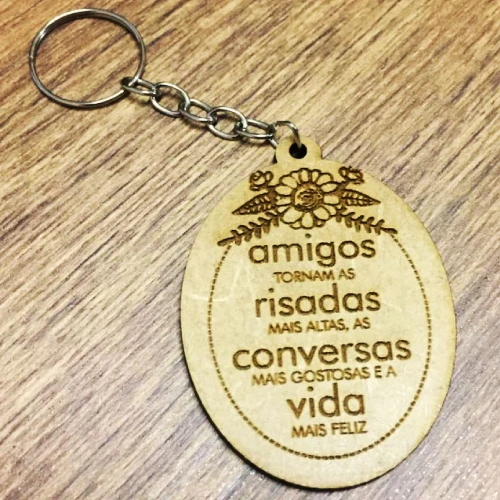 amigos
TORNAM AS
risadas
MAIS ALTAS, AS
conversas
MAIS GOSTOSAS E A
vida
MAIS FELIZ